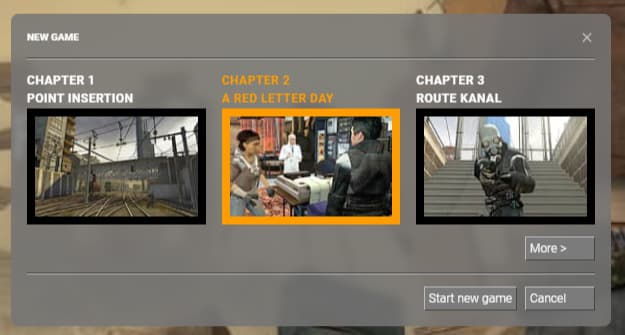 NEW GAME
CHAPTER 1
POINT INSERTION
CHAPTER 2
A RED LETTER DAY
CHAPTER 3
ROUTE KANAL
More >
Start new game
Cancel